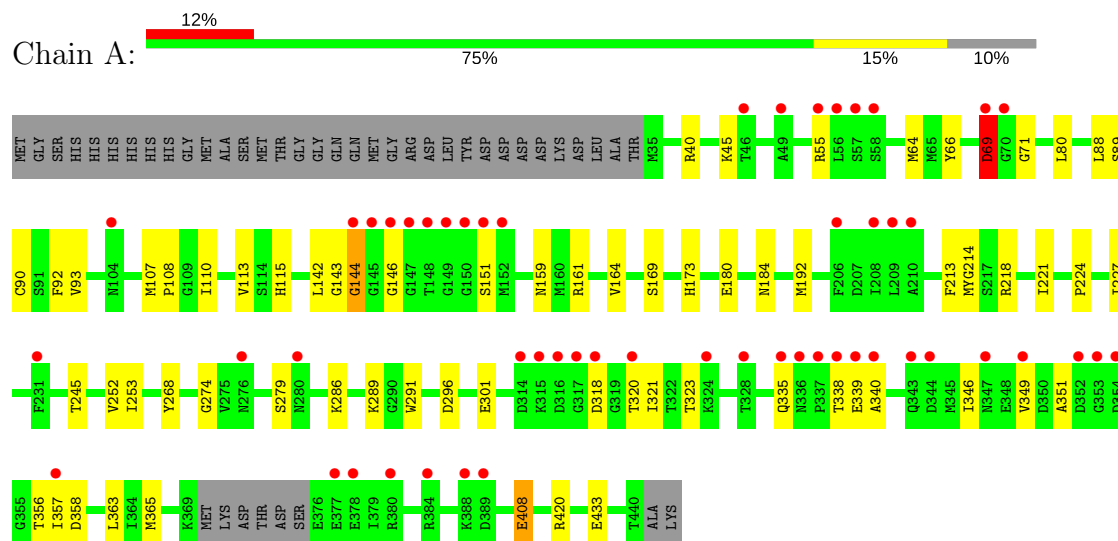 12%
Chain A:
75% 15% 10%
MET GLY SER HIS HIS HIS HIS HIS HIS GLY MET ALA SER MET THR GLY GLY GLN GLN MET GLY ARG ASP LEU TYR ASP ASP ASP ASP LYS ASP LEU ALA THR M35 R40 K45 T46 A49 R55 L56 S57 S58 M64 M65 Y66 D69 G70 G71 L80 L88 S89
C90 S91 F92 V93 N104 M107 P108 G109 I110 V113 S114 H115 L142 G143 G144 G145 G146 G147 T148 G149 G150 S151 M152 N159 M160 R161 V164 S169 H173 E180 N184 M192 F206 D207 I208 L209 A210 F213 MYG214 S217 R218 I221 P224 I227
F231 T245 V252 I253 Y268 G274 V275 N276 S279 N280 K286 K289 G290 W291 D296 E301 D314 K315 D316 G317 D318 G319 T320 I321 T322 T323 K324 T328 Q335 N336 P337 T338 E339 A340 Q343 D344 M345 I346 N347 E348 V349 D350 A351 D352 G353 D354
G355 T356 I357 D358 L363 I364 M365 K369 MET LYS ASP THR ASP SER E376 E377 E378 I379 R380 R384 K388 D389 E408 R420 E433 T440 ALA LYS